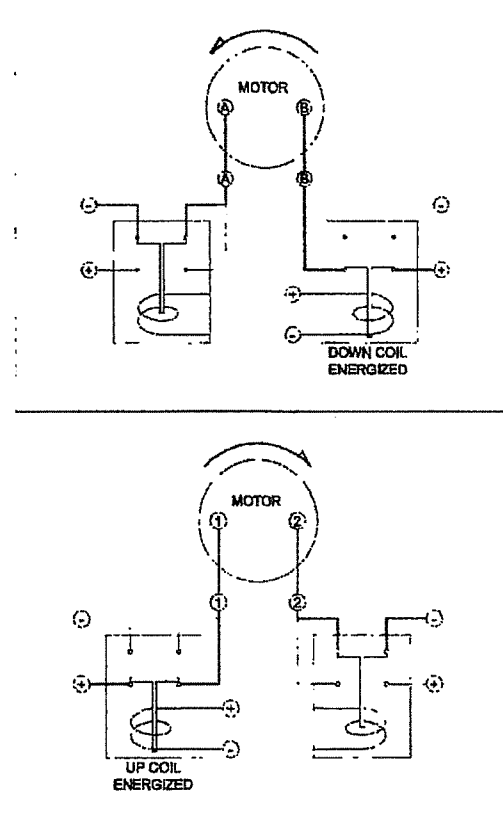 MOTOR
A B
A B
- -
+ +
+
-
DOWN COIL
ENERGIZED
MOTOR
1 2
1 2
- -
+ +
+
-
UP COIL
ENERGIZED